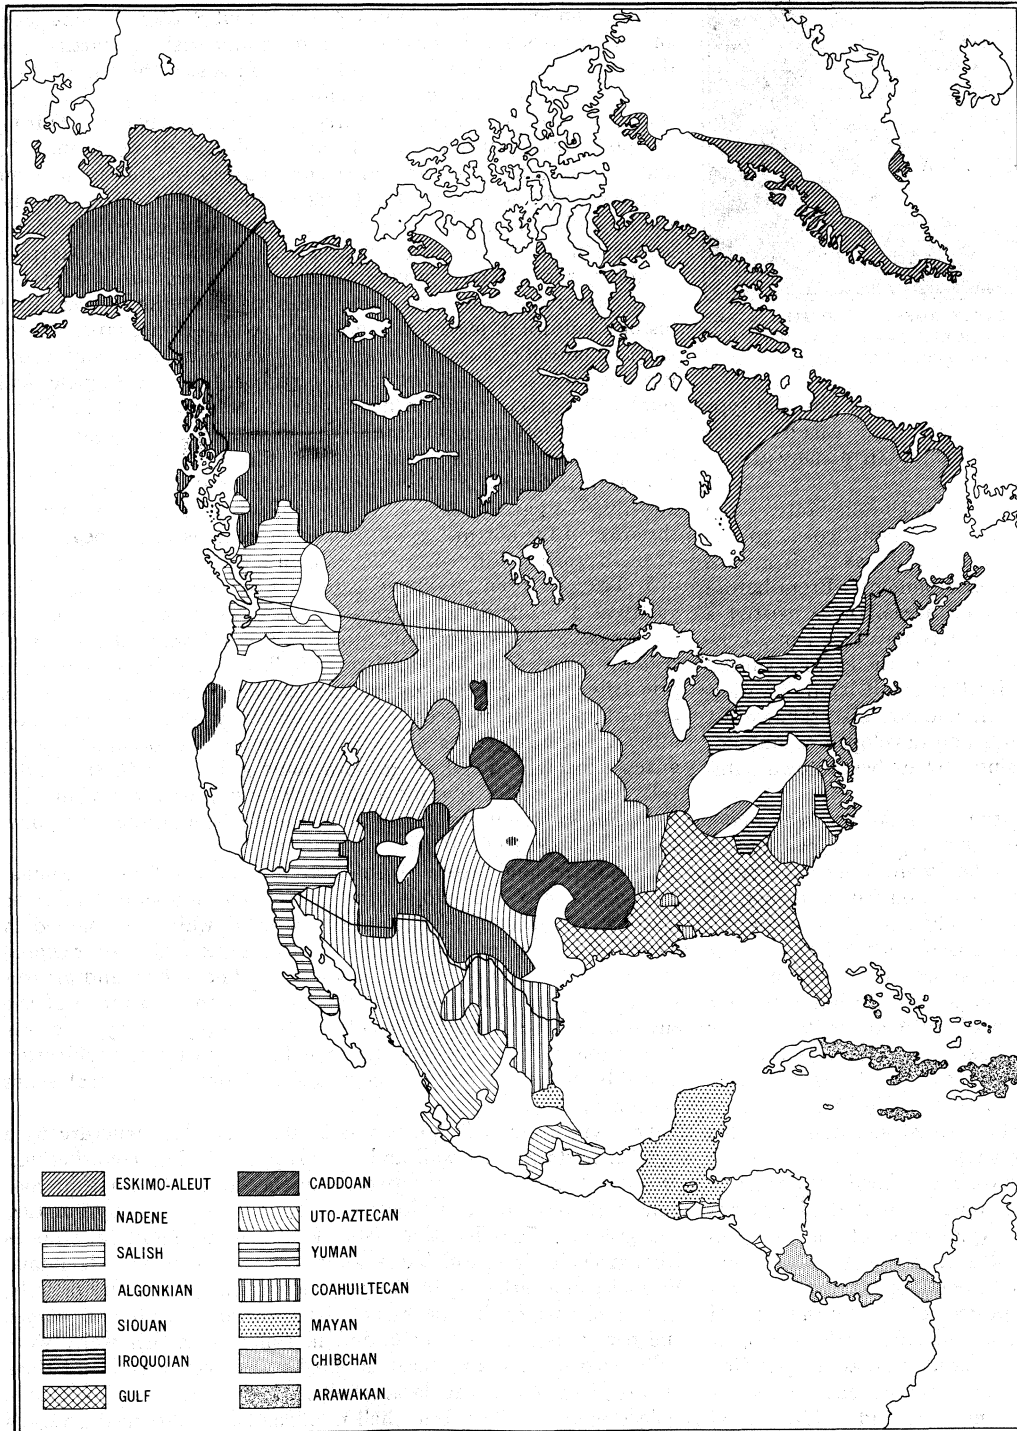 ESKIMO-ALEUT
NADENE
SALISH
ALGONKIAN
SIOUAN
IROQUOIAN
GULF
CADDOAN
UTO-AZTECAN
YUMAN
COAHUILTECAN
MAYAN
CHIBCHAN
ARAWAKAN